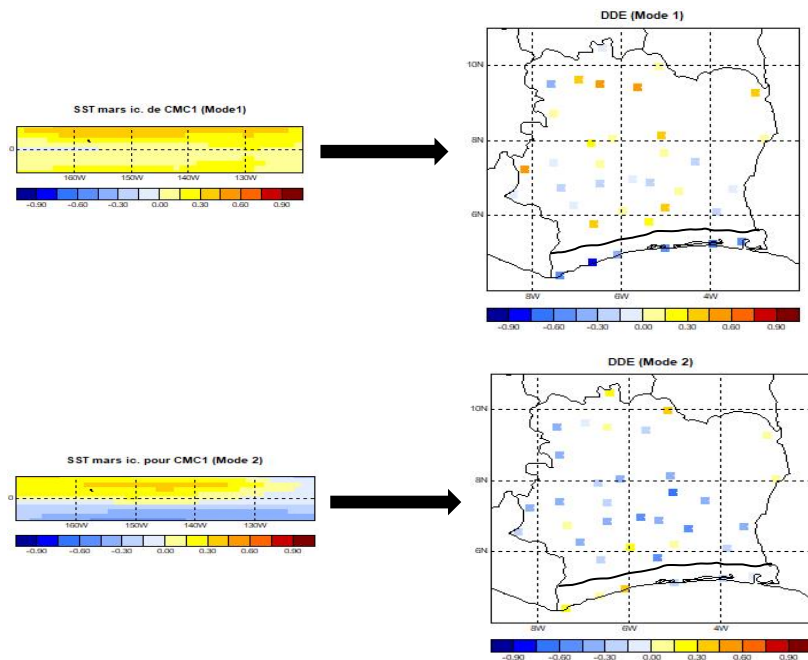 DDE (Mode 1)
10N
8N
6N
8W 6W 4W
-0.90 -0.60 -0.30 0.00 0.30 0.60 0.90
SST mars ic. de CMC1 (Mode1)
0
160W 150W 140W 130W
-0.90 -0.60 -0.30 0.00 0.30 0.60 0.90
DDE (Mode 2)
10N
8N
6N
8W 6W 4W
-0.90 -0.60 -0.30 0.00 0.30 0.60 0.90
SST mars ic. pour CMC1 (Mode 2)
0
160W 150W 140W 130W
-0.90 -0.60 -0.30 0.00 0.30 0.60 0.90